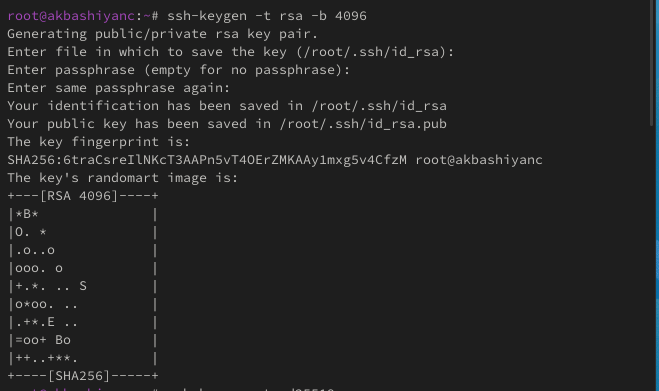 root@akbashiyanc:~# ssh-keygen -t rsa -b 4096
Generating public/private rsa key pair.
Enter file in which to save the key (/root/.ssh/id_rsa):
Enter passphrase (empty for no passphrase):
Enter same passphrase again:
Your identification has been saved in /root/.ssh/id_rsa
Your public key has been saved in /root/.ssh/id_rsa.pub
The key fingerprint is:
SHA256:6traCsreIlNKcT3AAPn5vT4OErZMKAAy1mxg5v4CfzM root@akbashiyanc
The key's randomart image is:
+---[RSA 4096]----+
|*B*              |
|O. *             |
|.o..o            |
|ooo. o           |
|+.*. .. S        |
|o*oo. ..         |
|.+*.E ..         |
|=oo+ Bo          |
|++..+**.         |
+----[SHA256]-----+